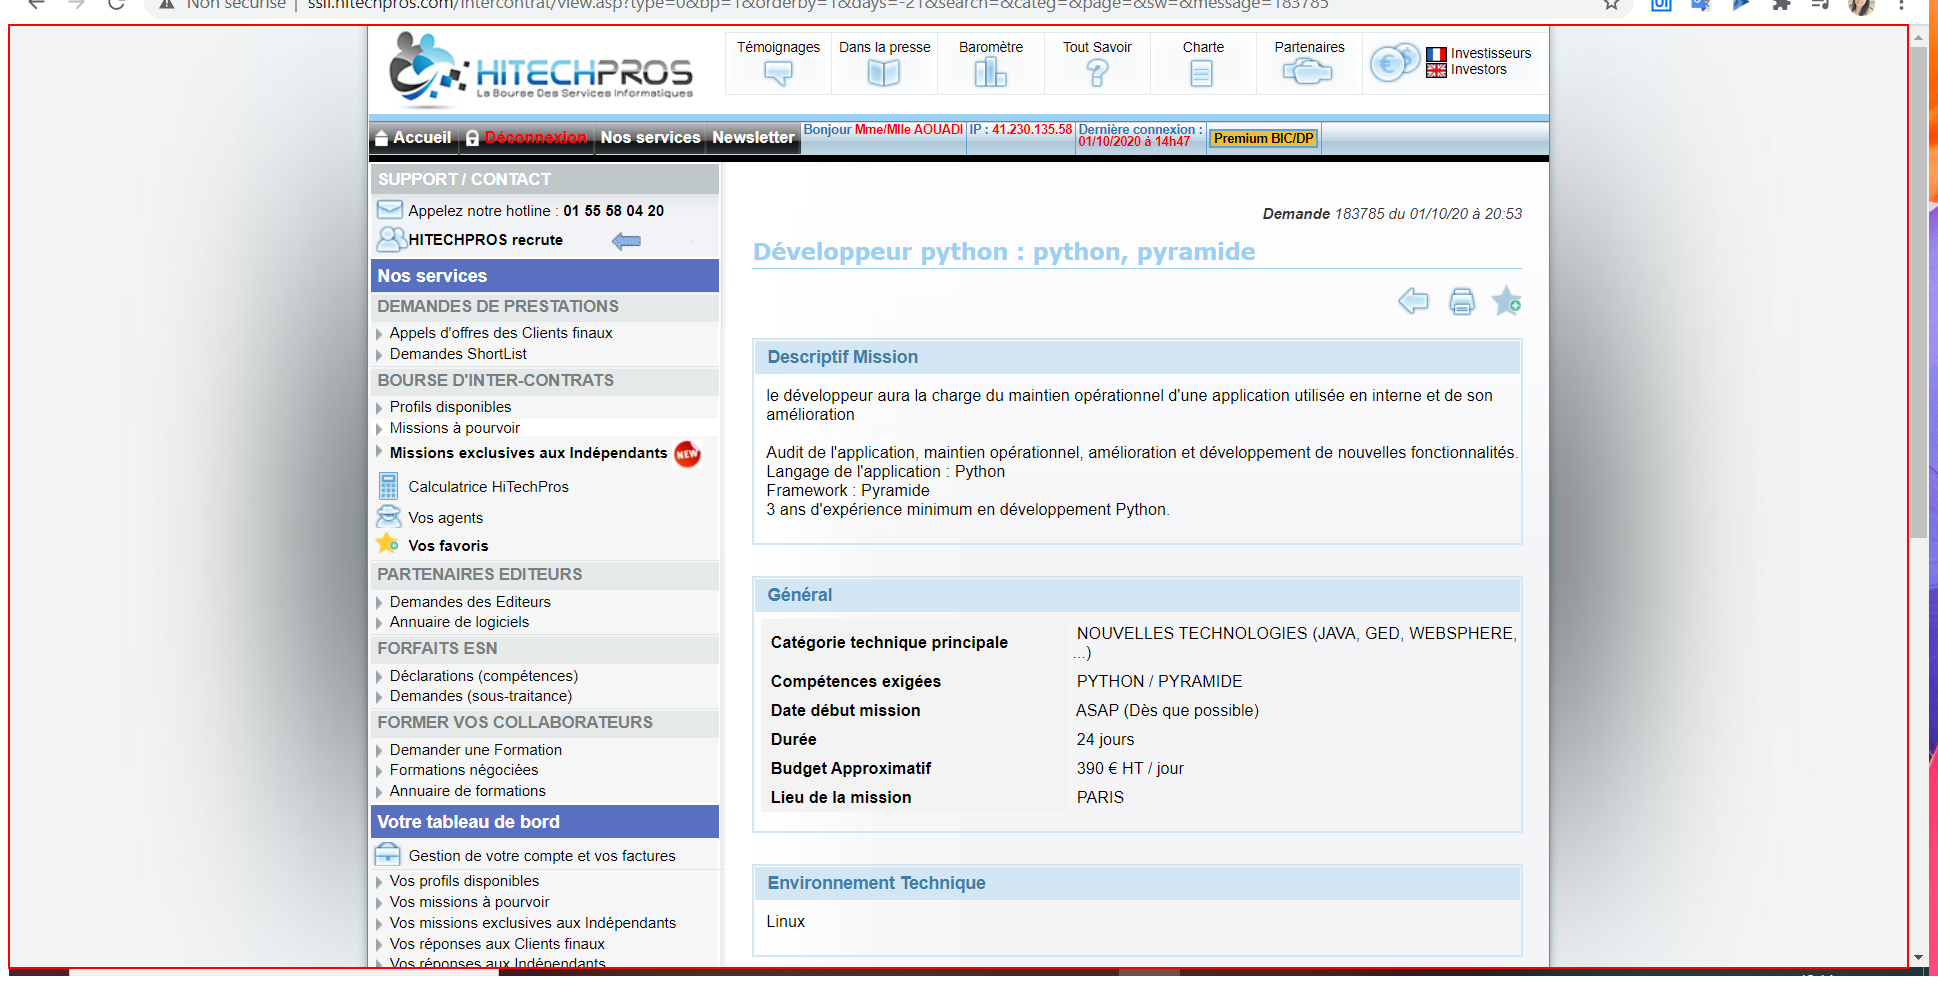 Non sécurisé | ssii.hitechpros.com/intercontrat/view.asp?type=0&bp=1&orderby=1&days=-21&search=&categ=&page=&sw=&message=183785
HITECHPROS
La Bourse Des Services Informatiques
Témoignages Dans la presse Baromètre Tout Savoir Charte Partenaires
Investisseurs
Investors
Accueil Déconnexion Nos services Newsletter
Bonjour Mme/Mlle AOUADI IP : 41.230.135.58 Dernière connexion :
01/10/2020 à 14h47
Premium BIC/DP
SUPPORT / CONTACT
Appelez notre hotline : 01 55 58 04 20
HITECHPROS recrute
Nos services
DEMANDES DE PRESTATIONS
Appels d'offres des Clients finaux
Demandes ShortList
BOURSE D'INTER-CONTRATS
Profils disponibles
Missions à pourvoir
Missions exclusives aux Indépendants NEW
Calculatrice HiTechPros
Vos agents
Vos favoris
PARTENAIRES EDITEURS
Demandes des Editeurs
Annuaire de logiciels
FORFAITS ESN
Déclarations (compétences)
Demandes (sous-traitance)
FORMER VOS COLLABORATEURS
Demander une Formation
Formations négociées
Annuaire de formations
Votre tableau de bord
Gestion de votre compte et vos factures
Vos profils disponibles
Vos missions à pourvoir
Vos missions exclusives aux Indépendants
Vos réponses aux Clients finaux
Vos réponses aux Indépendants
Demande 183785 du 01/10/20 à 20:53
Développeur python : python, pyramide
Descriptif Mission
le développeur aura la charge du maintien opérationnel d'une application utilisée en interne et de son
amélioration
Audit de l'application, maintien opérationnel, amélioration et développement de nouvelles fonctionnalités.
Langage de l'application : Python
Framework : Pyramide
3 ans d'expérience minimum en développement Python.
Général
Catégorie technique principale NOUVELLES TECHNOLOGIES (JAVA, GED, WEBSPHERE,
...)
Compétences exigées PYTHON / PYRAMIDE
Date début mission ASAP (Dès que possible)
Durée 24 jours
Budget Approximatif 390 € HT / jour
Lieu de la mission PARIS
Environnement Technique
Linux